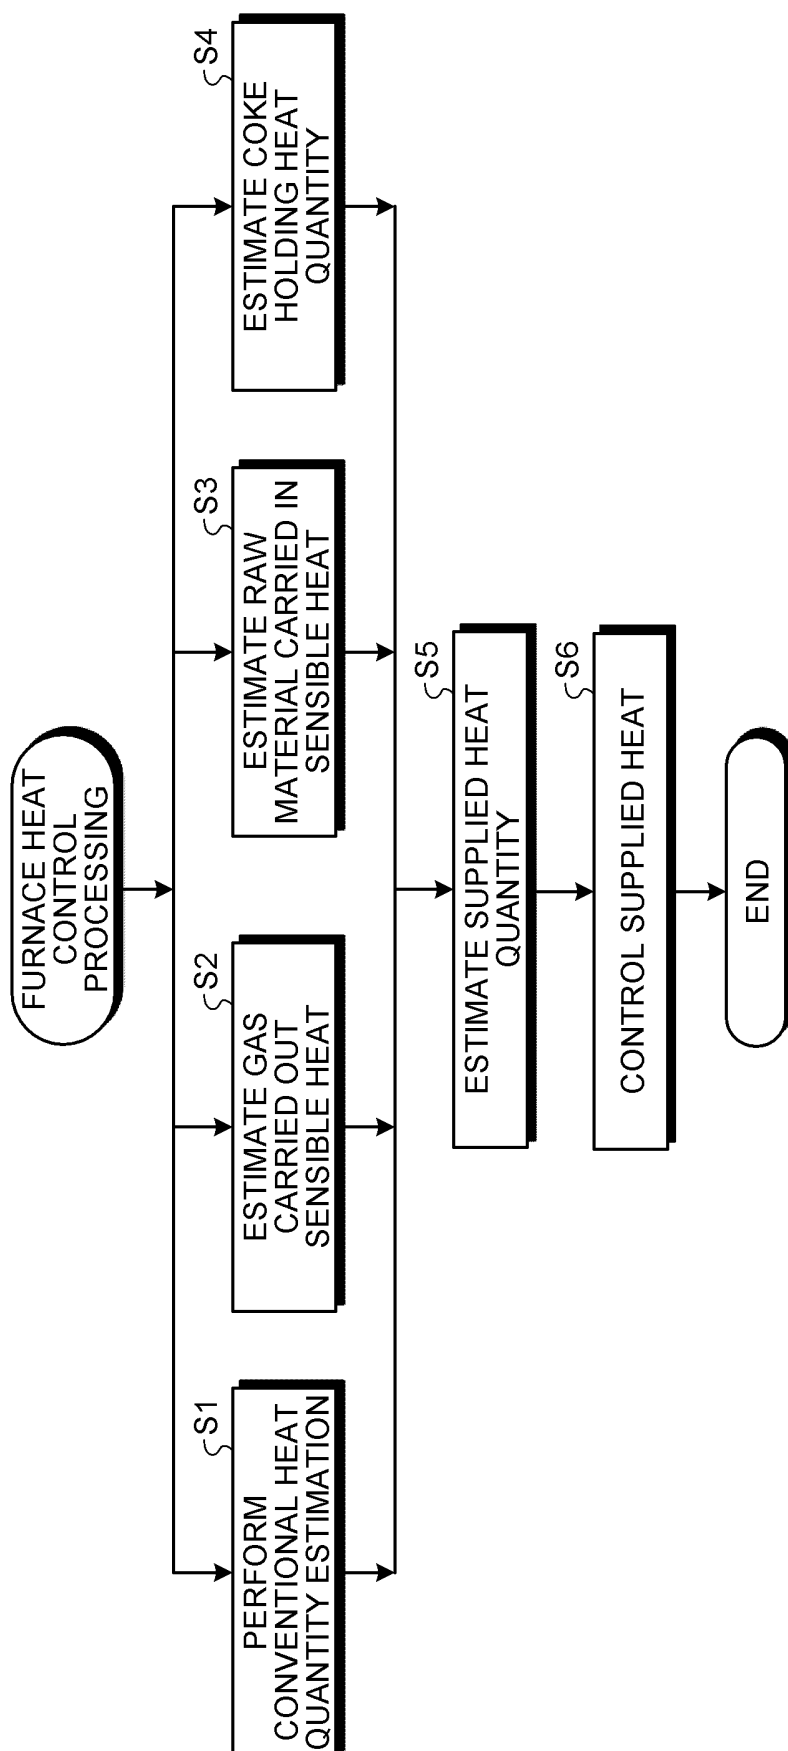 FURNACE HEAT
CONTROL
PROCESSING
S1
PERFORM
CONVENTIONAL HEAT
QUANTITY ESTIMATION
S2
ESTIMATE GAS
CARRIED OUT
SENSIBLE HEAT
S3
ESTIMATE RAW
MATERIAL CARRIED IN
SENSIBLE HEAT
S4
ESTIMATE COKE
HOLDING HEAT
QUANTITY
S5
ESTIMATE SUPPLIED HEAT
QUANTITY
S6
CONTROL SUPPLIED HEAT
END